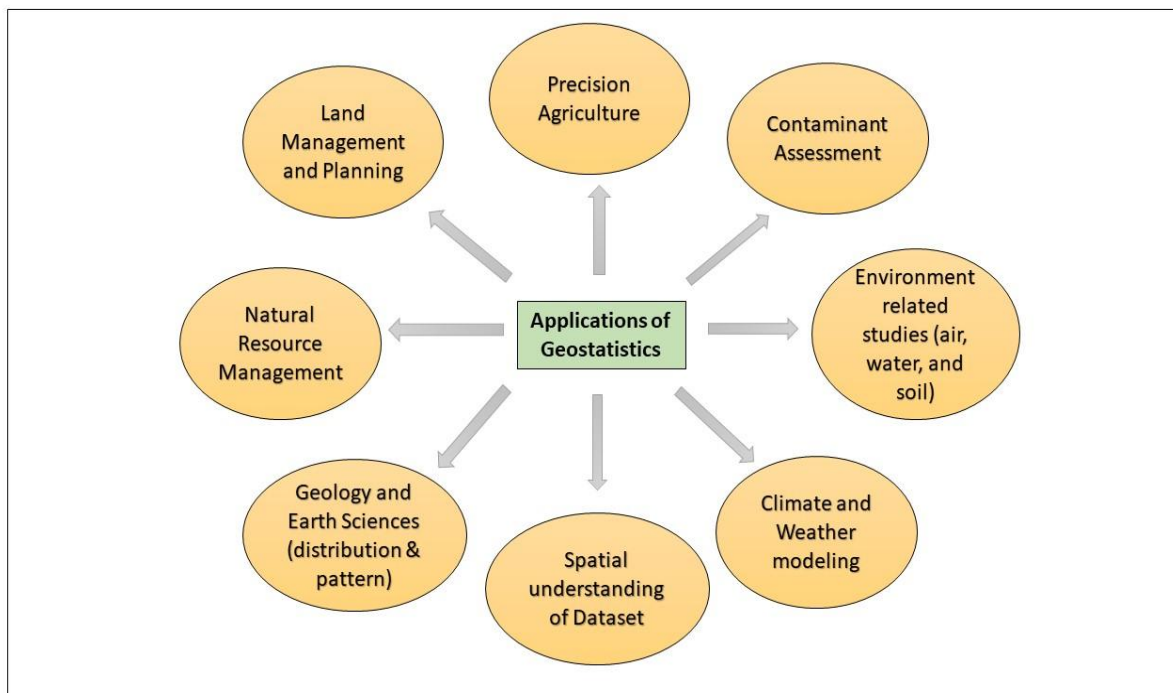 Precision
Agriculture
Land
Management
and Planning
Contaminant
Assessment
Environment
related
studies (air,
water, and
soil)
Natural
Resource
Management
Applications of
Geostatistics
Geology and
Earth Sciences
(distribution &
pattern)
Climate and
Weather
modeling
Spatial
understanding
of Dataset